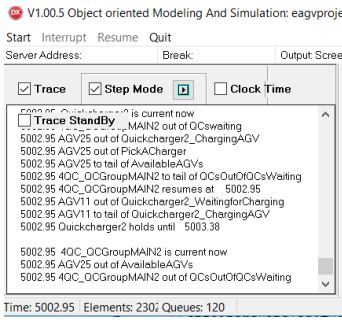 V1.00.5 Object oriented Modeling And Simulation: eagvproje
Start Interrupt Resume Quit
Server Address: Break: Output Scree
Trace Step Mode Clock Time
is current now
Trace StandBy MAIN2 out of QCswaiting
5002.95 AGV25 out of Quickcharger2_ChargingAGV
5002.95 AGV25 out of PickACharger
5002.95 AGV25 to tail of AvailableAGVs
5002.95 4QC_QCGroupMAIN2 to tail of QCsOutOfQCsWaiting
5002.95 4QC_QCGroupMAIN2 resumes at 5002.95
5002.95 AGV11 out of Quickcharger2_WaitingforCharging
5002.95 AGV11 to tail of Quickcharger2_ChargingAGV
5002.95 Quickcharger2 holds until 5003.38
5002.95 4QC_QCGroupMAIN2 is current now
5002.95 AGV25 out of AvailableAGVs
5002.95 4QC_QCGroupMAIN2 out of QCsOutOfQCsWaiting
Time: 5002.95 Elements: 2302 Queues: 120